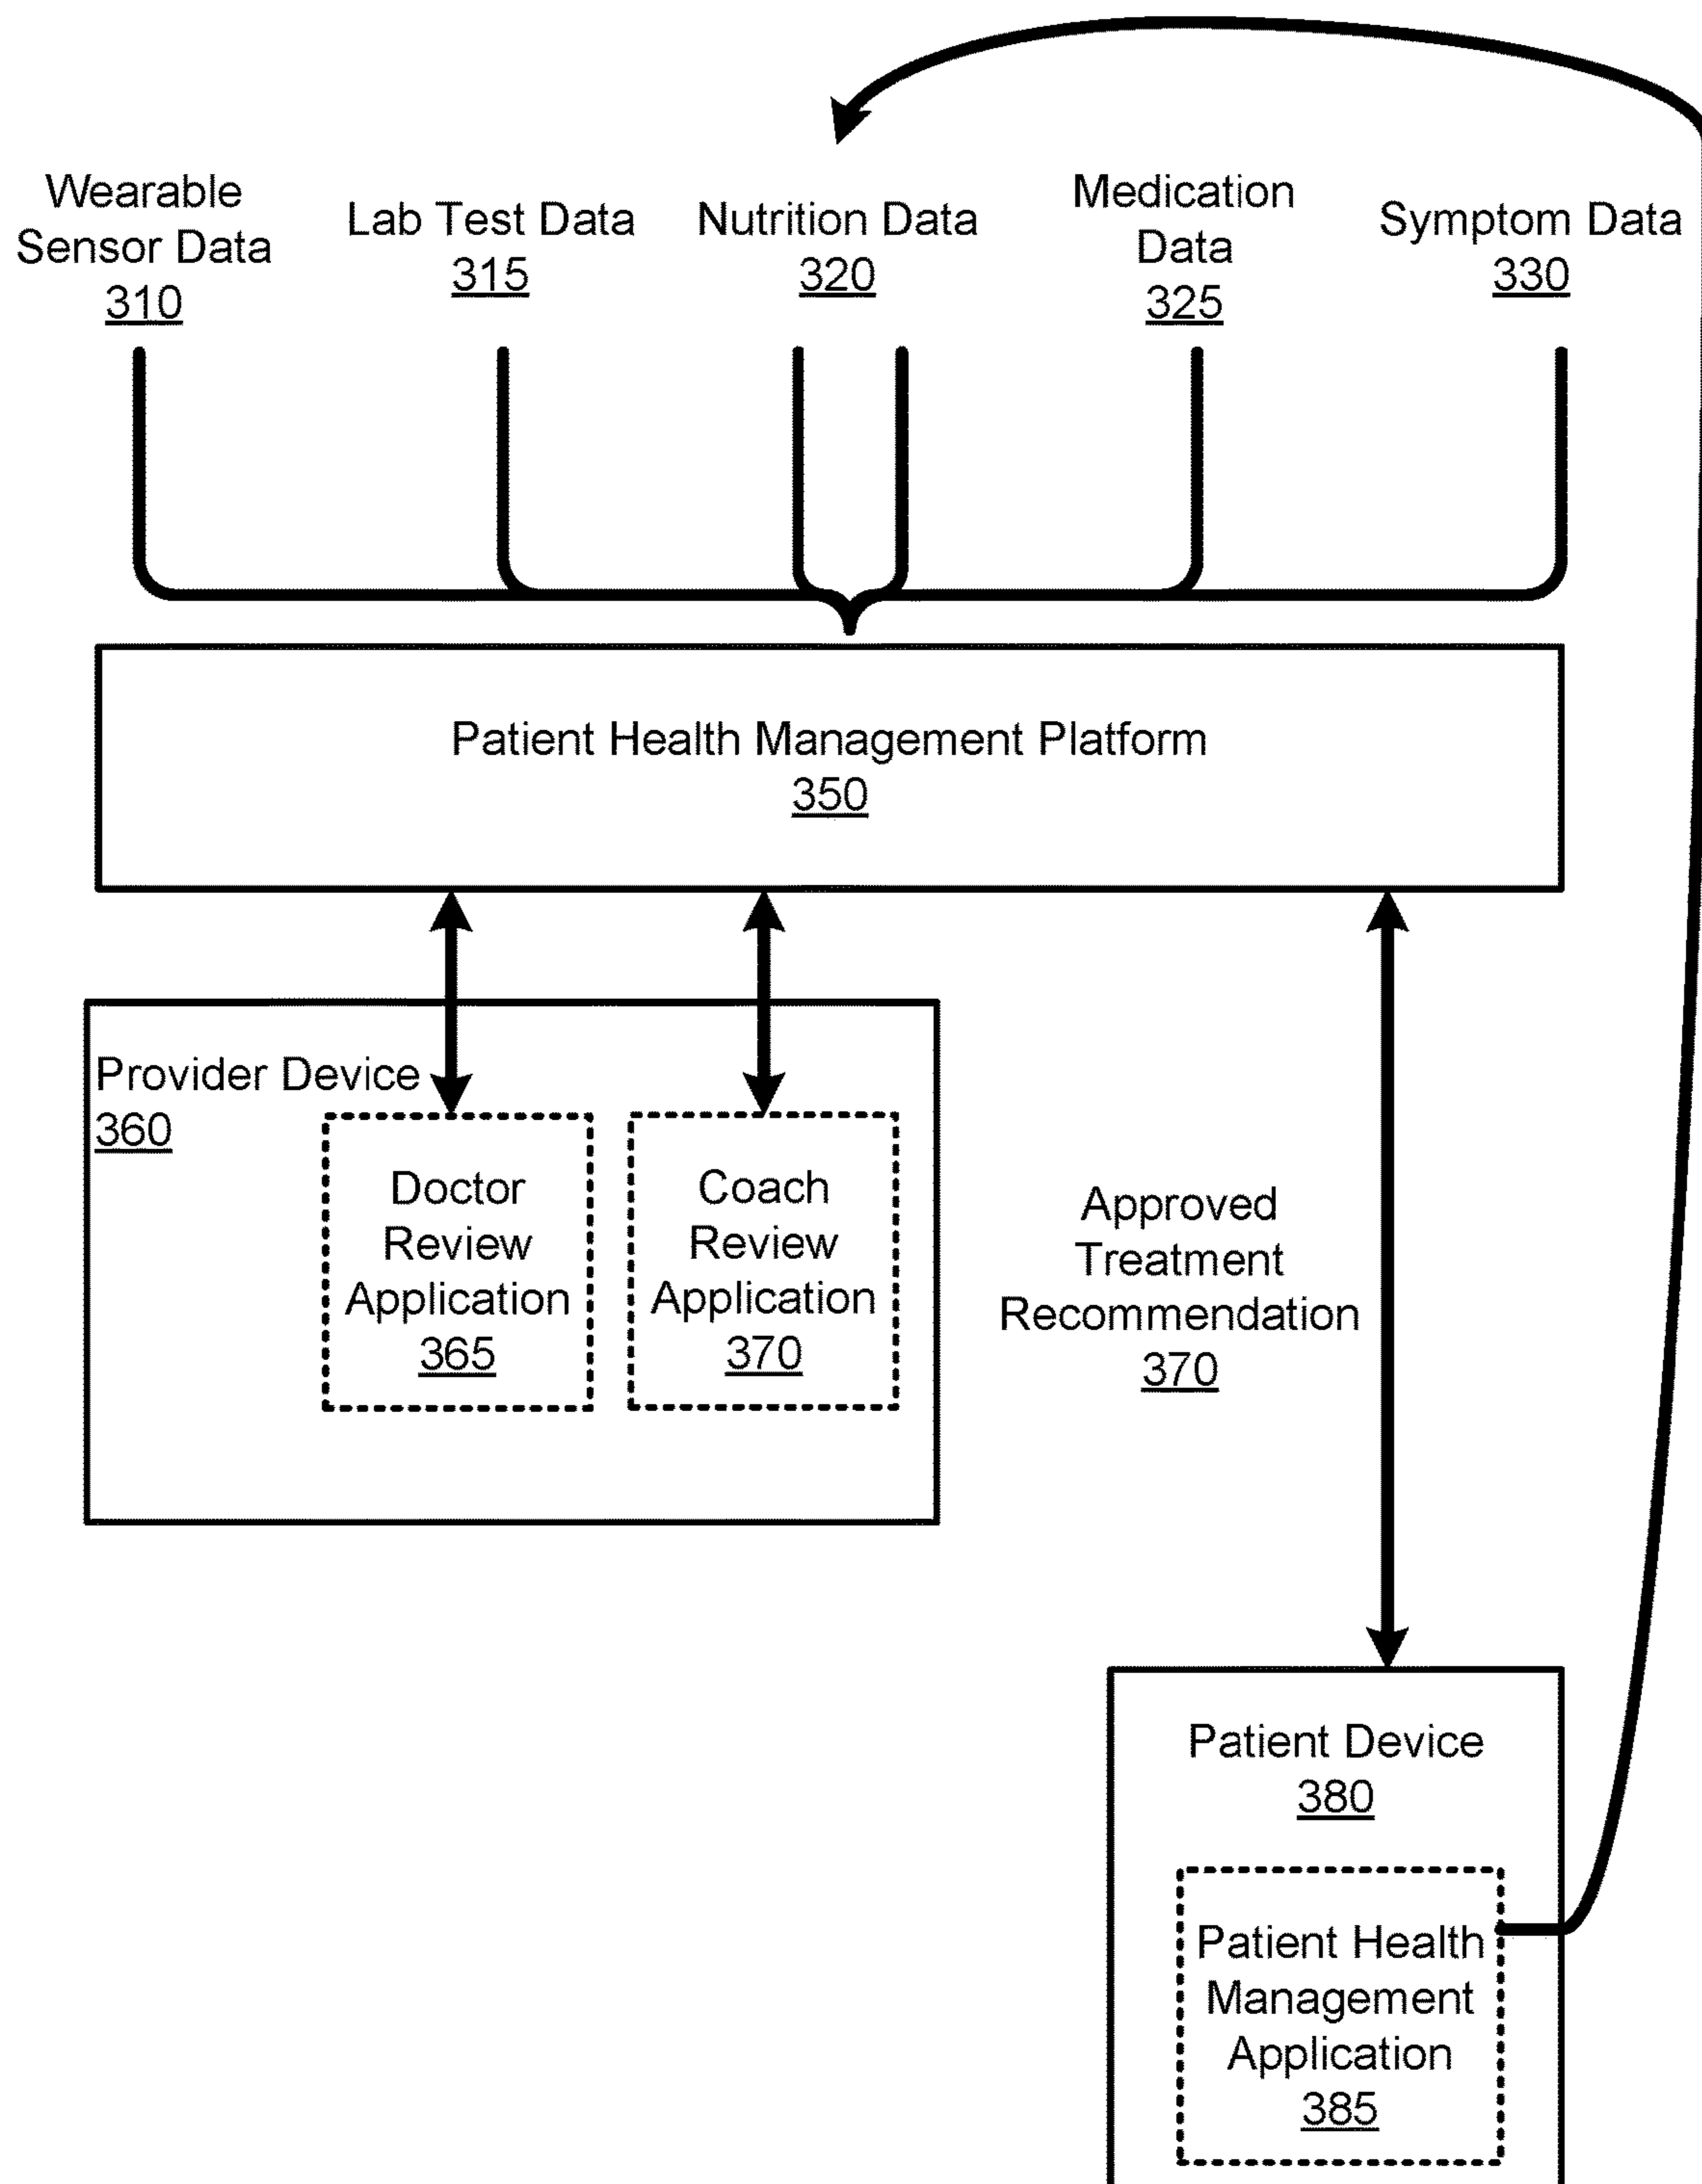 Wearable
Sensor Data
310
Lab Test Data
315
Nutrition Data
320
Medication
Data
325
Symptom Data
330
Patient Health Management Platform
350
Provider Device
360
Doctor
Review
Application
365
Coach
Review
Application
370
Approved
Treatment
Recommendation
370
Patient Device
380
Patient Health
Management
Application
385